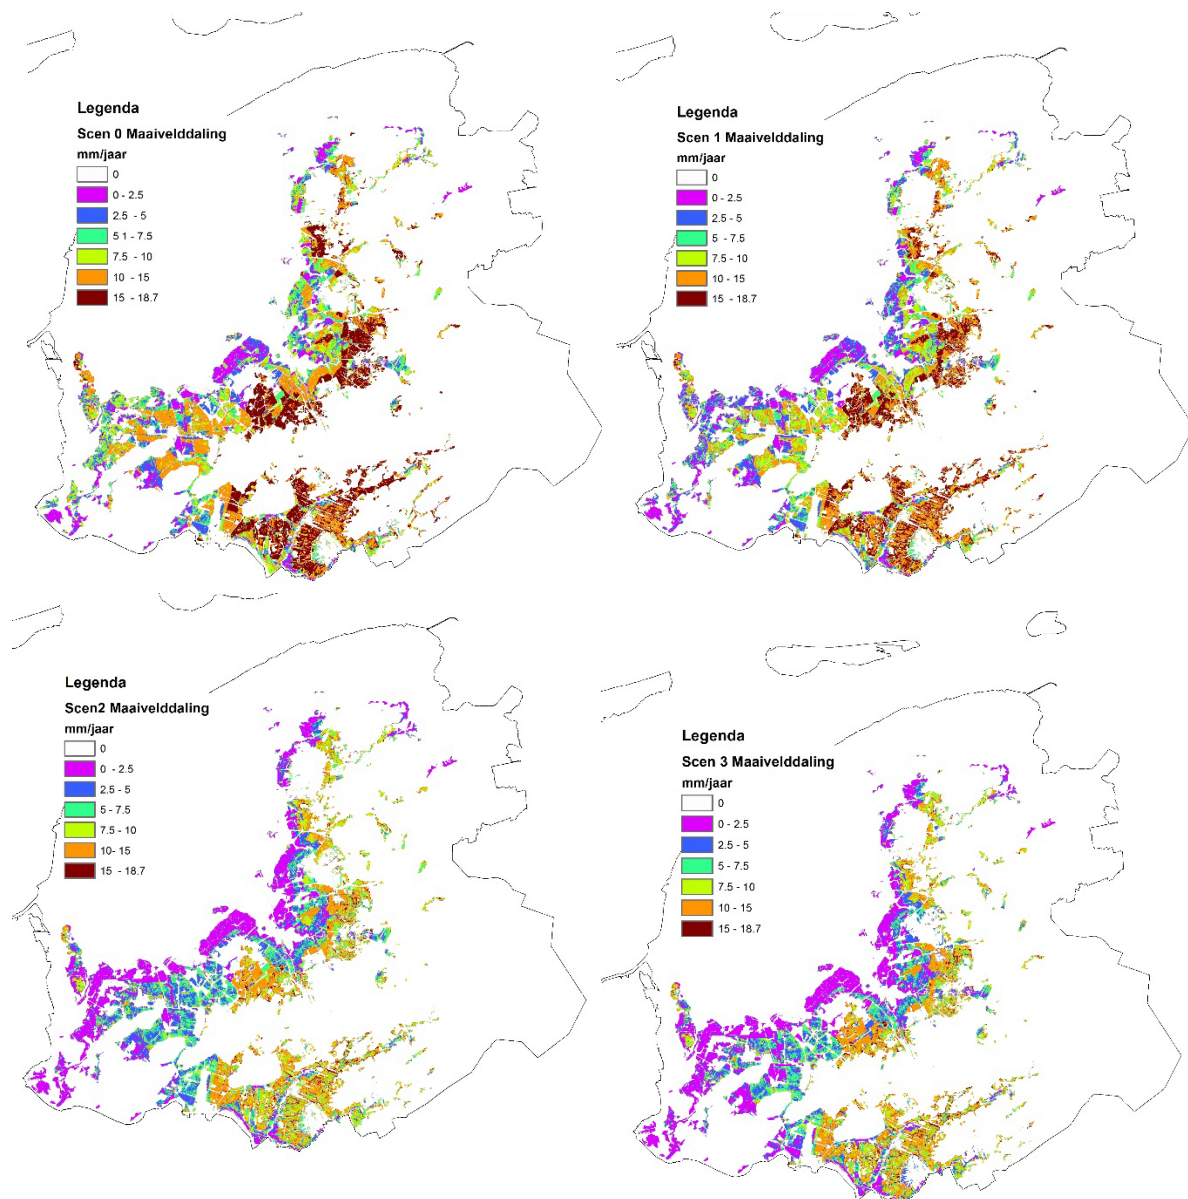 Legenda
Scen 0 Maaivelddaling
mm/jaar
0
0 - 2.5
2.5 - 5
5 1 - 7.5
7.5 - 10
10 - 15
15 - 18.7
Legenda
Scen 1 Maaivelddaling
mm/jaar
0
0 - 2.5
2.5 - 5
5 - 7.5
7.5 - 10
10 - 15
15 - 18.7
Legenda
Scen2 Maaivelddaling
mm/jaar
0
0 - 2.5
2.5 - 5
5- 7.5
7.5 - 10
10- 15
15 - 18.7
Legenda
Scen 3 Maaivelddaling
mm/jaar
0
0 - 2.5
2.5 - 5
5 - 7.5
7.5 - 10
10 - 15
15 - 18.7